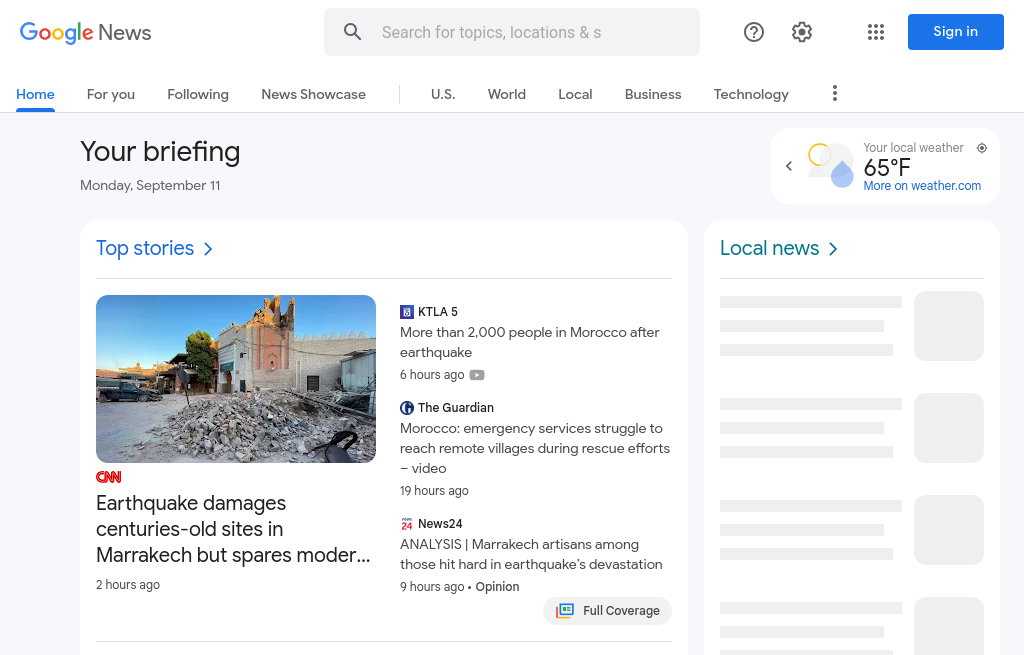 Google News
Search for topics, locations & s
Sign in
Home
For you
Following
News Showcase
U.S.
World
Local
Business
Technology
Your briefing
Monday, September 11
Your local weather
65°F
More on weather.com
Top stories
CNN
Earthquake damages
centuries-old sites in
Marrakech but spares moder...
2 hours ago
KTLA 5
More than 2,000 people in Morocco after
earthquake
6 hours ago
The Guardian
Morocco: emergency services struggle to
reach remote villages during rescue efforts
– video
19 hours ago
News24
ANALYSIS | Marrakech artisans among
those hit hard in earthquake's devastation
9 hours ago • Opinion
Full Coverage
Local news